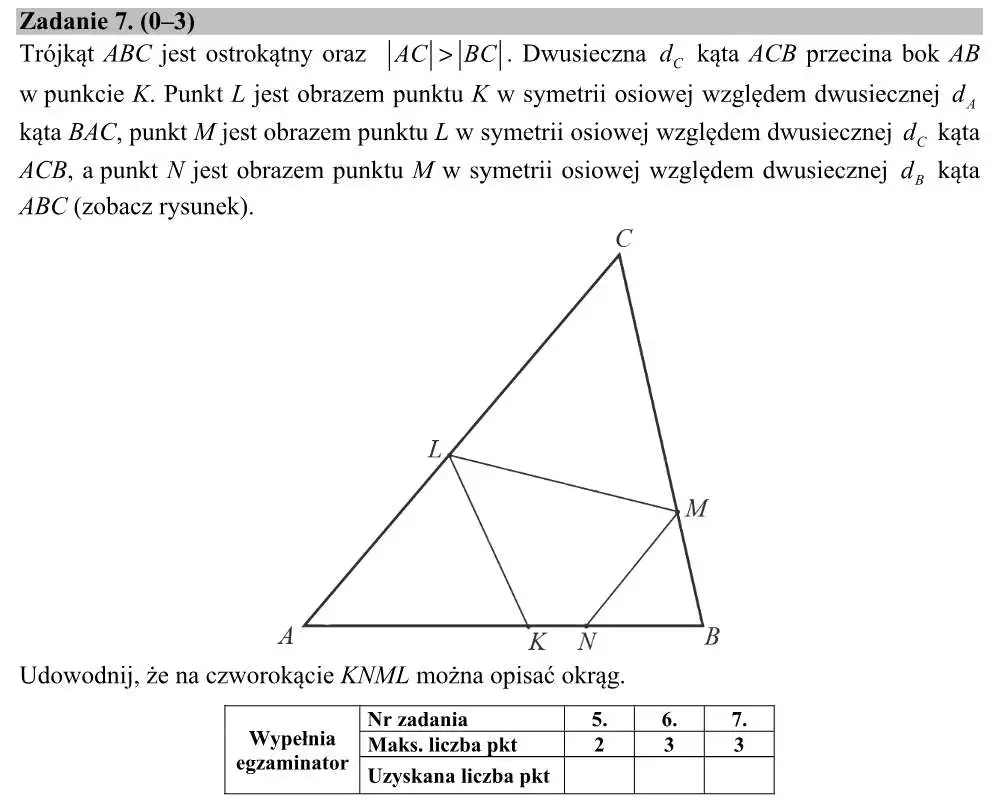 Zadanie 7. (0–3)
Trójkąt ABC jest ostrokątny oraz |AC|>|BC|. Dwusieczna d_C kąta ACB przecina bok AB
w punkcie K. Punkt L jest obrazem punktu K w symetrii osiowej względem dwusiecznej d_A
kąta BAC, punkt M jest obrazem punktu L w symetrii osiowej względem dwusiecznej d_C kąta
ACB, a punkt N jest obrazem punktu M w symetrii osiowej względem dwusiecznej d_B kąta
ABC (zobacz rysunek).
C
L
M
A
K N
B
Udowodnij, że na czworokącie KNML można opisać okrąg.
Wypełnia egzaminator
Nr zadania 5. 6. 7.
Maks. liczba pkt 2 3 3
Uzyskana liczba pkt